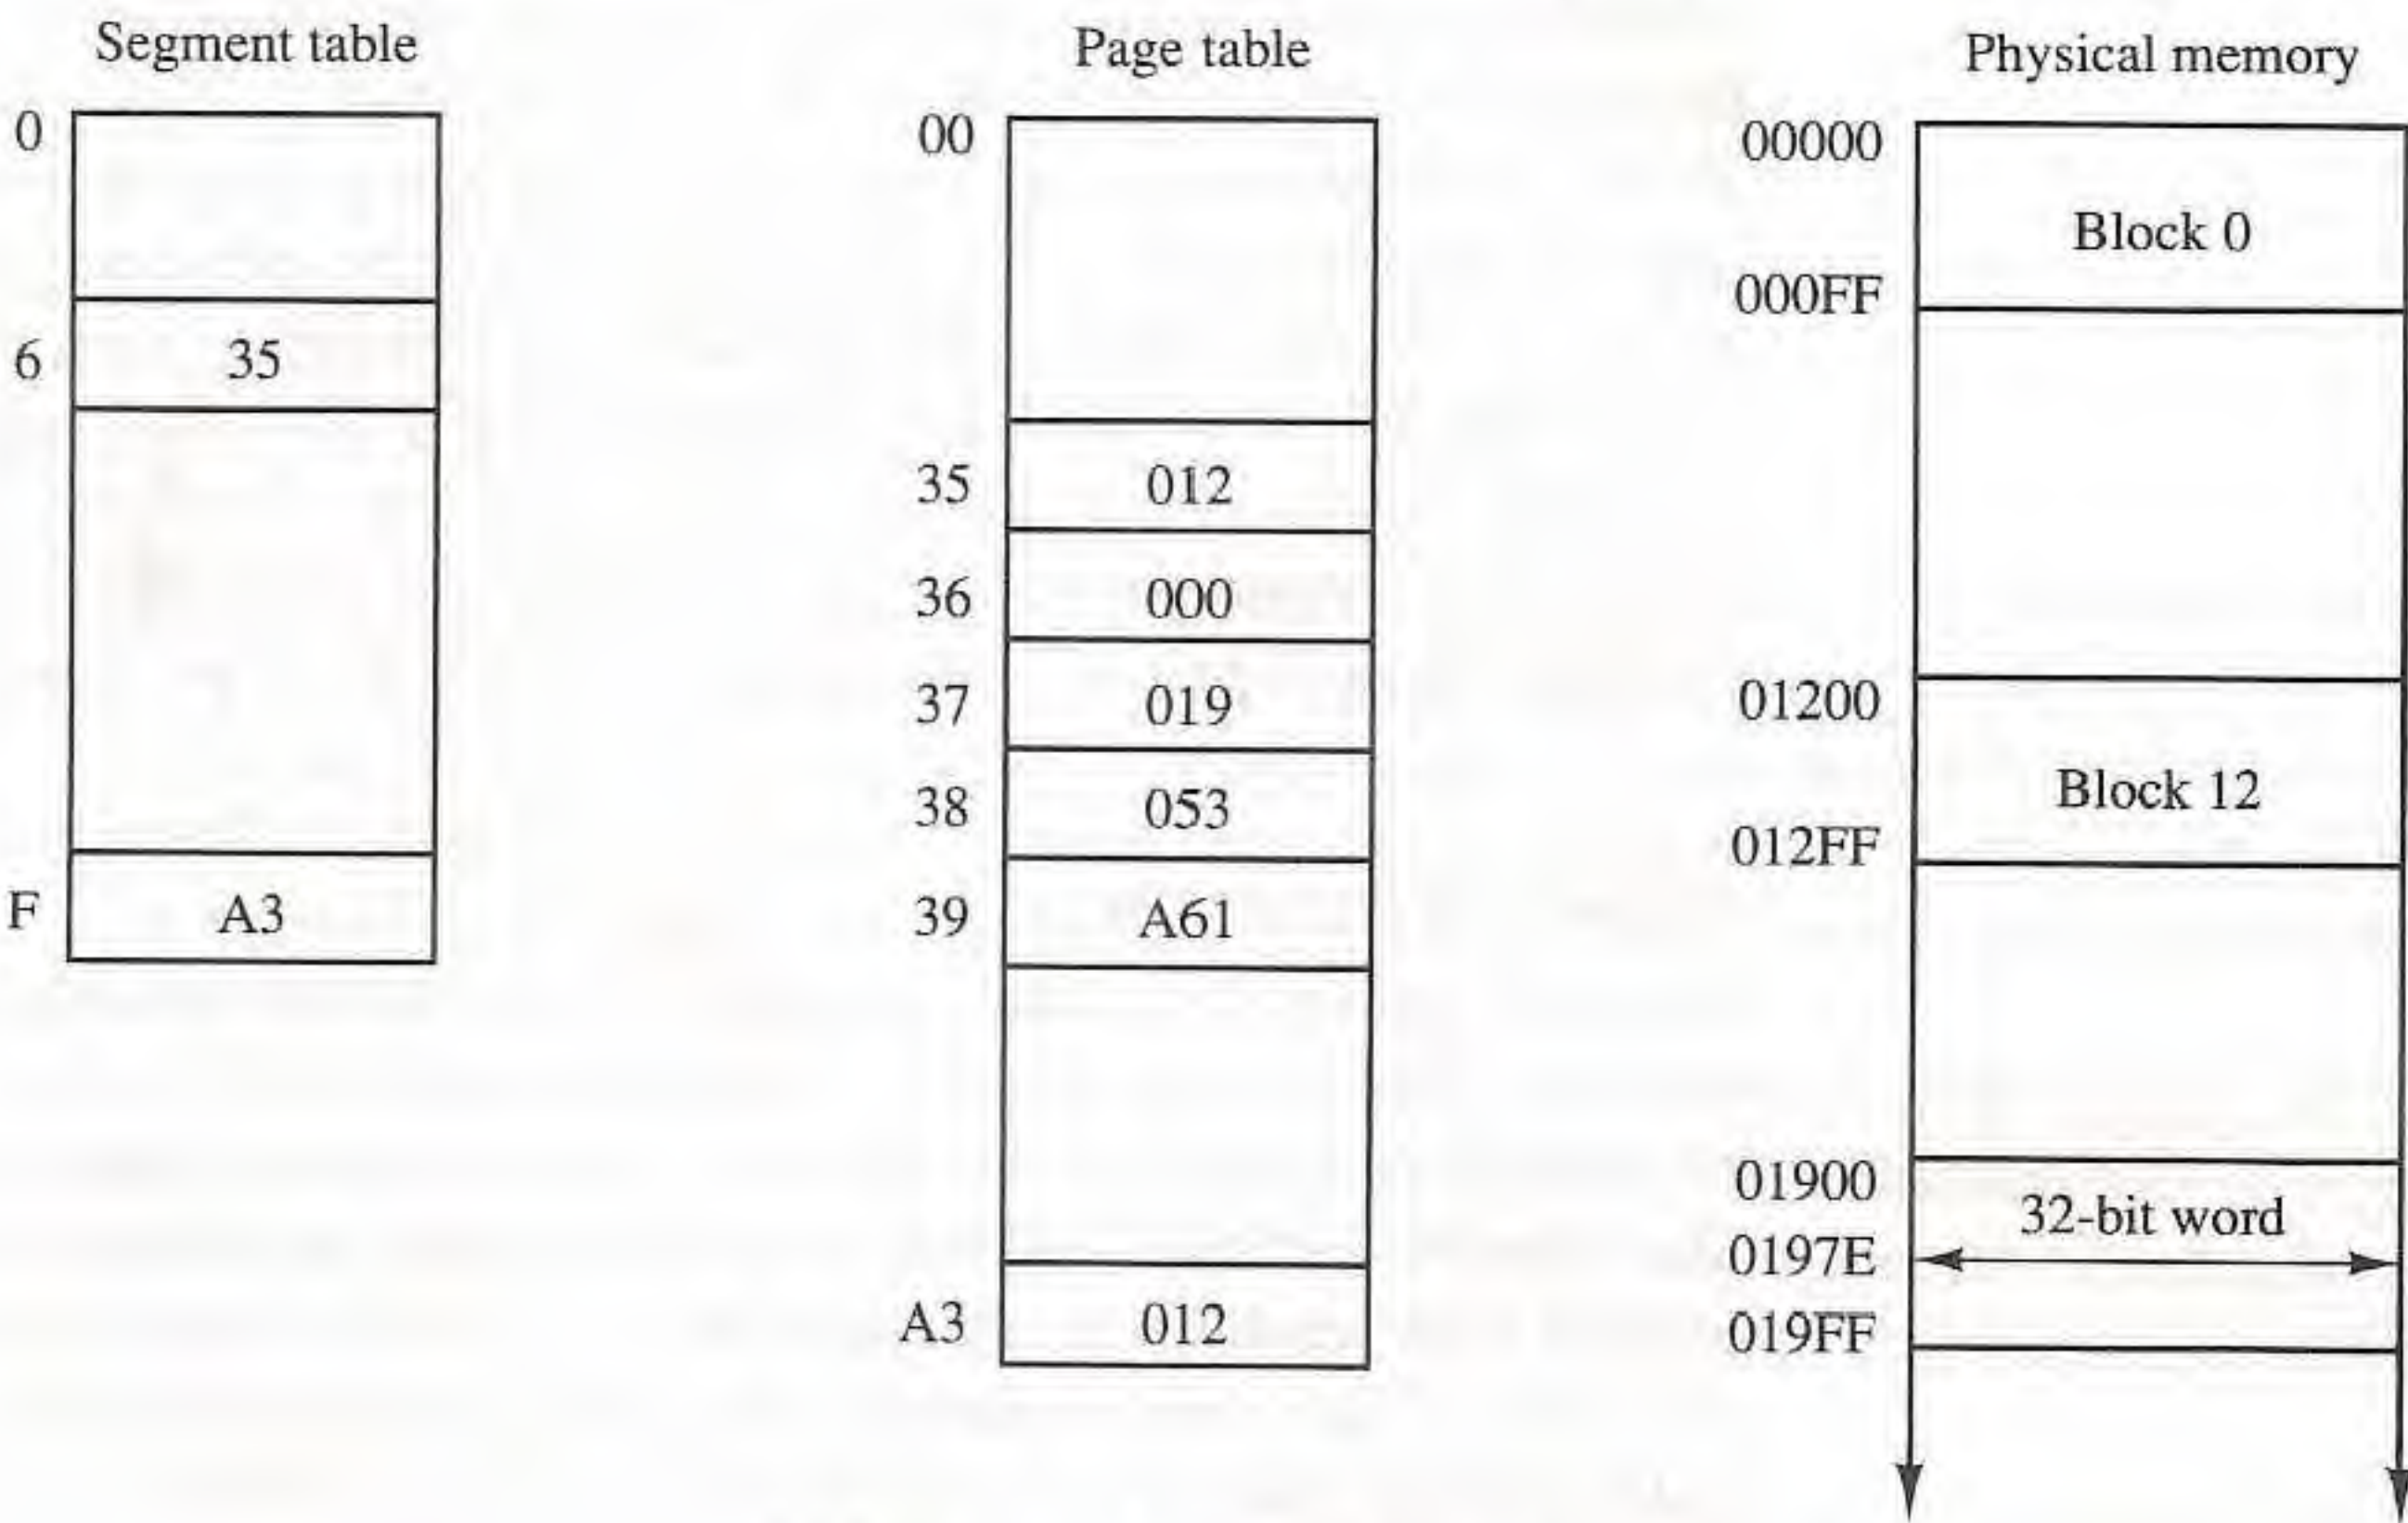 Segment table
0
6 35
F A3
Page table
00
35 012
36 000
37 019
38 053
39 A61
A3 012
Physical memory
00000
Block 0
000FF
01200
Block 12
012FF
01900
32-bit word
0197E
019FF